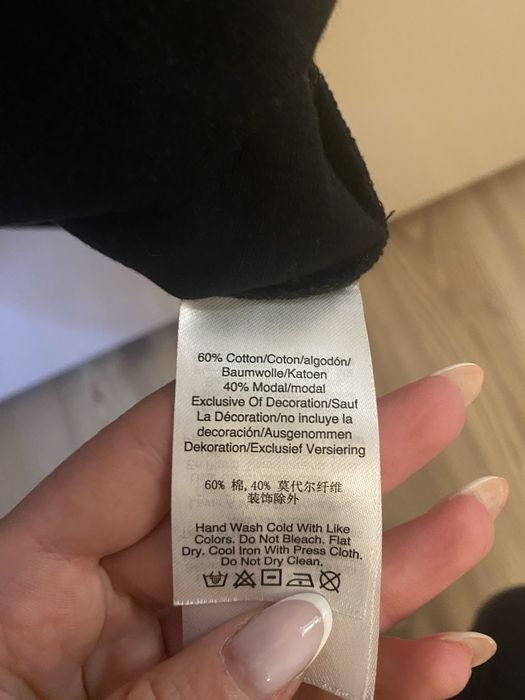 60% Cotton/Coton/algodón/
Baumwolle/Katoen
40% Modal/modal
Exclusive Of Decoration/Sauf
La Décoration/no incluye la
decoración/Ausgenommen
Dekoration/Exclusief Versiering
60% 棉,40% 莫代尔纤维
装饰除外
Hand Wash Cold With Like
Colors. Do Not Bleach. Flat
Dry. Cool Iron With Press Cloth.
Do Not Dry Clean.